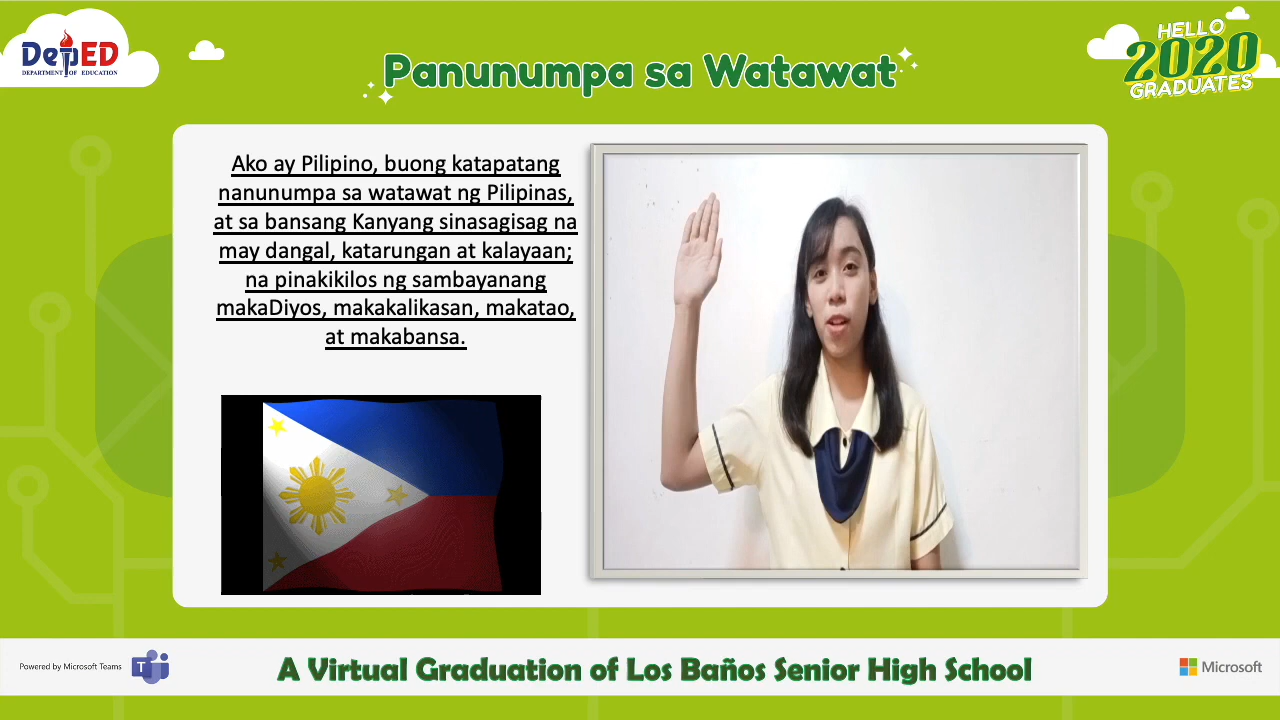 DepED
DEPARTMENT OF EDUCATION
Panunumpa sa Watawat
HELLO
2020
GRADUATES
Ako ay Pilipino, buong katapatang
nanunumpa sa watawat ng Pilipinas,
at sa bansang Kanyang sinasagisag na
may dangal, katarungan at kalayaan;
na pinakikilos ng sambayanang
makaDiyos, makakalikasan, makatao,
at makabansa.
Powered by Microsoft Teams
T
A Virtual Graduation of Los Baños Senior High School
Microsoft